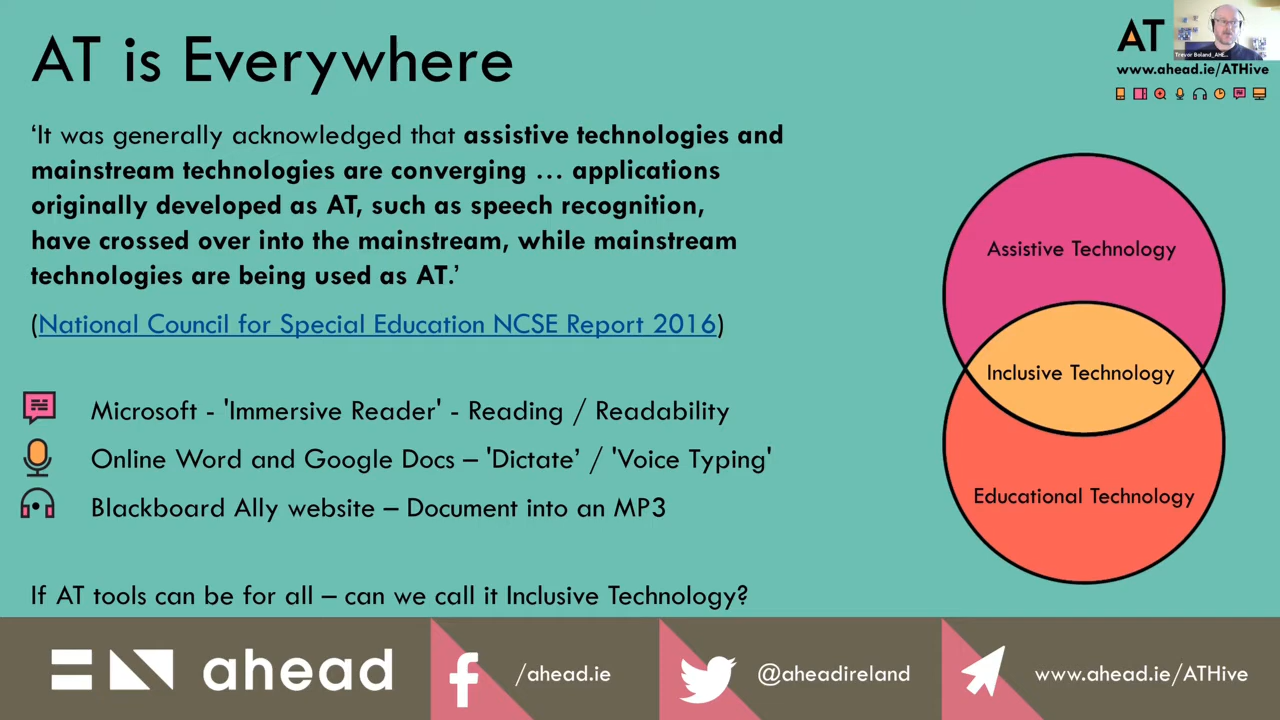 AT is Everywhere
AT
Trevor Boland_AHE...
www.ahead.ie/ATHive
‘It was generally acknowledged that assistive technologies and
mainstream technologies are converging … applications
originally developed as AT, such as speech recognition,
have crossed over into the mainstream, while mainstream
technologies are being used as AT.’
(National Council for Special Education NCSE Report 2016)
Microsoft - 'Immersive Reader' - Reading / Readability
Online Word and Google Docs – 'Dictate’ / 'Voice Typing'
Blackboard Ally website – Document into an MP3
If AT tools can be for all – can we call it Inclusive Technology?
Assistive Technology
Inclusive Technology
Educational Technology
ahead
/ahead.ie
@aheadireland
www.ahead.ie/ATHive